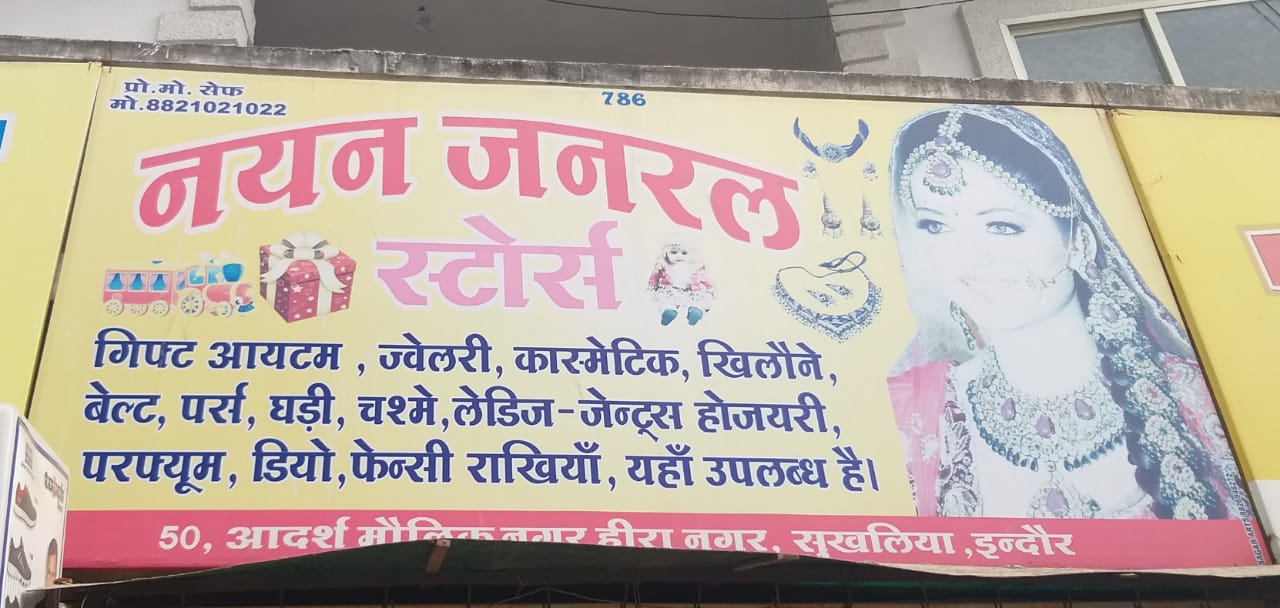 प्रो.मो. सेफ
मो.8821021022
786
नयन जनरल
स्टोर्स
गिफ्ट आयटम , ज्वेलरी, कास्मेटिक, खिलौने,
बेल्ट, पर्स, घड़ी, चश्मे,लेडिज-जेन्ट्स होजयरी,
परफ्यूम, डियो,फेन्सी राखियाँ, यहाँ उपलब्ध है।
50, आदर्श मौलिक नगर हीरा नगर, सुखलिया ,इन्दौर